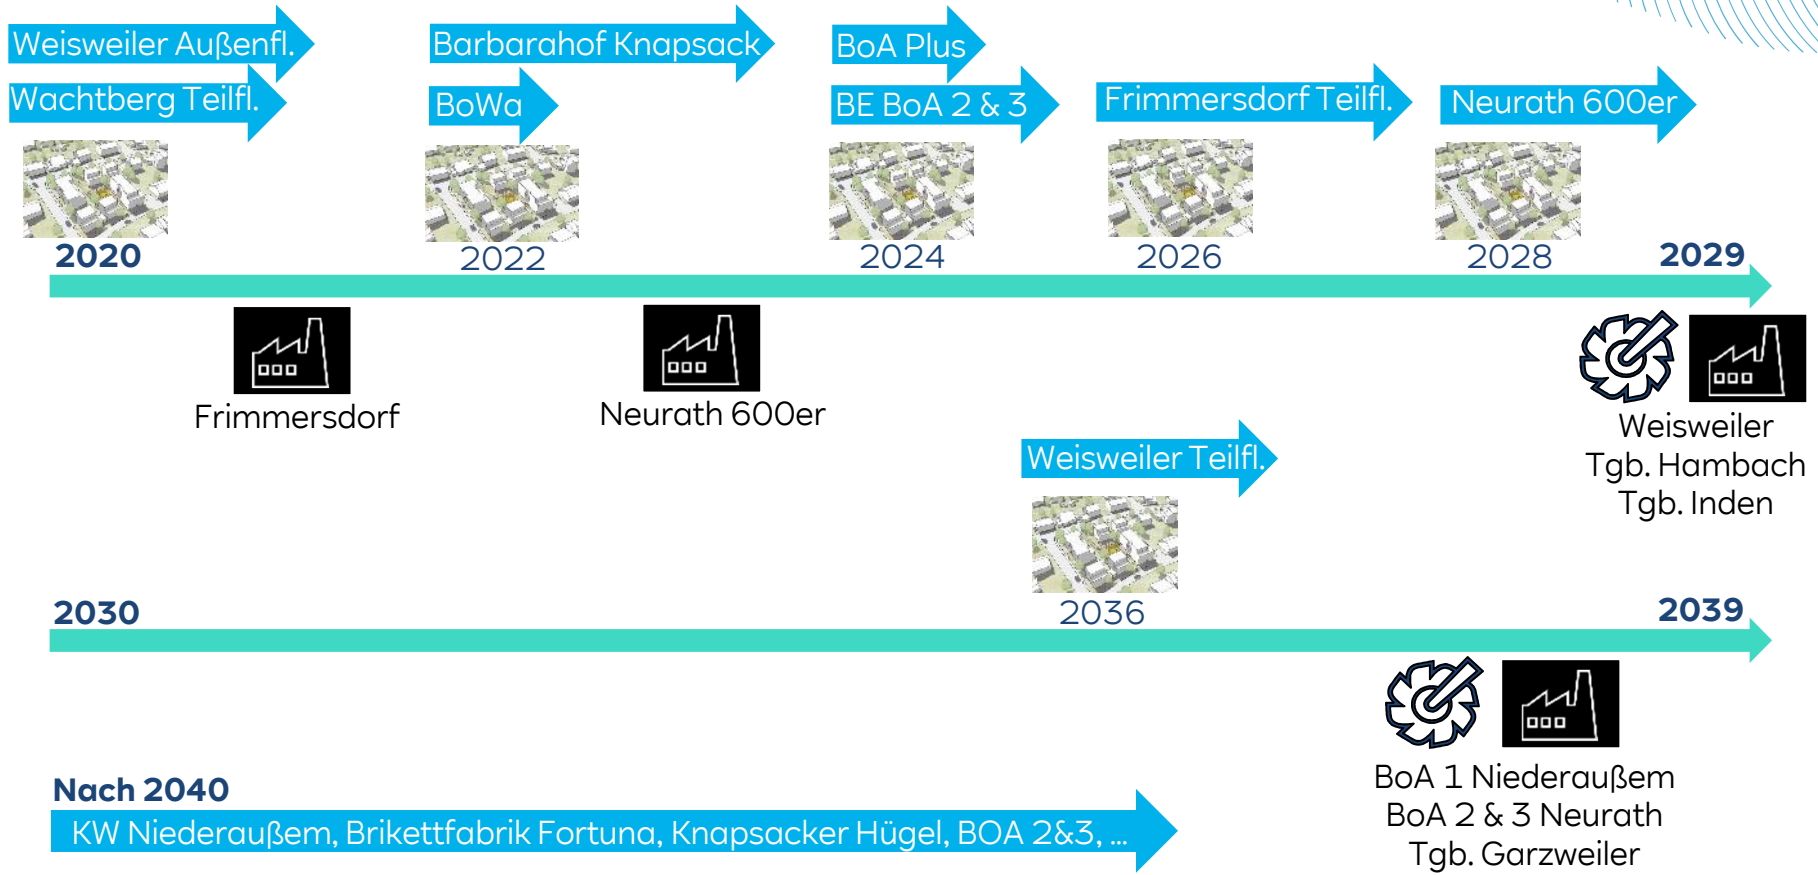 Weisweiler Außenfl.
Wachtberg Teilfl.
Barbarahof Knapsack
BoWa
BoA Plus
BE BoA 2 & 3
Frimmersdorf Teilfl.
Neurath 600er
2020
2022
2024
2026
2028
2029
Frimmersdorf
Neurath 600er
Weisweiler
Tgb. Hambach
Tgb. Inden
Weisweiler Teilfl.
2030
2036
2039
BoA 1 Niederaußem
BoA 2 & 3 Neurath
Tgb. Garzweiler
Nach 2040
KW Niederaußem, Brikettfabrik Fortuna, Knapsacker Hügel, BOA 2&3, ...